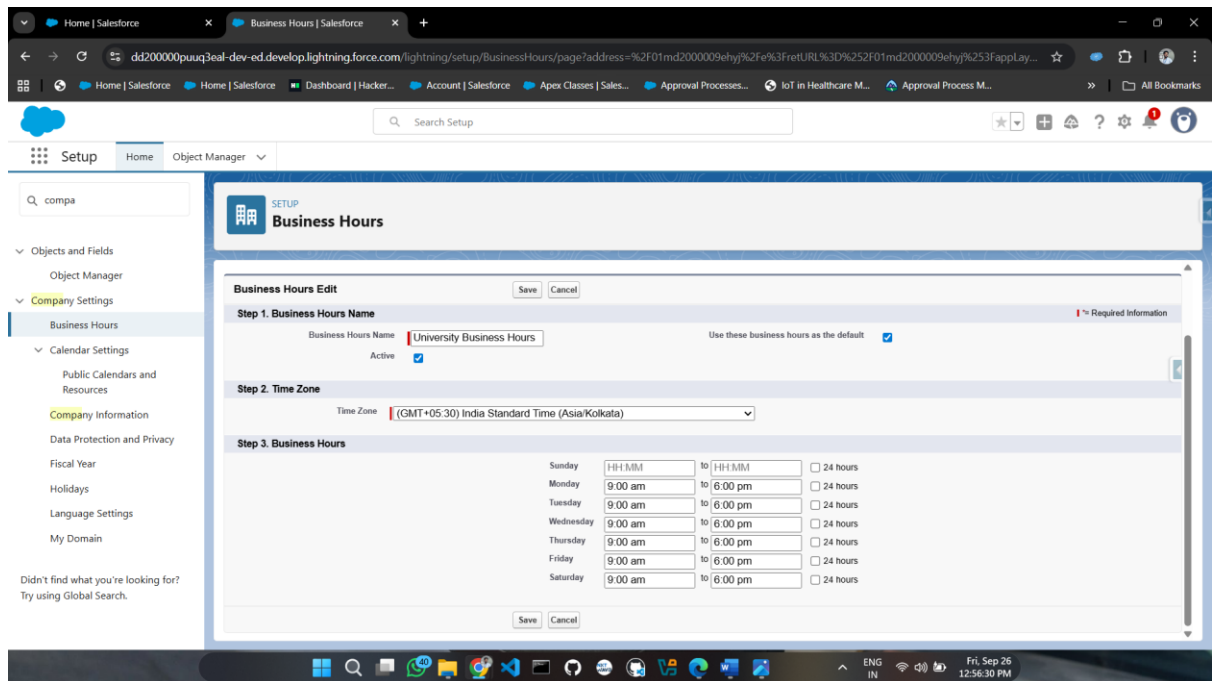 Home | Salesforce
Business Hours | Salesforce
dd200000puuq3eal-dev-ed.develop.lightning.force.com/lightning/setup/BusinessHours/page?address=%2F01md2000009ehyj%2Fe%3FretURL%3D%252F01md2000009ehyj%253FappLay...
Home | Salesforce Home | Salesforce Dashboard | Hacker... Account | Salesforce Apex Classes | Sales... Approval Processes... IoT in Healthcare M... Approval Process M... » All Bookmarks
Search Setup
1
Setup Home Object Manager
compa
Objects and Fields
Object Manager
Company Settings
Business Hours
Calendar Settings
Public Calendars and
Resources
Company Information
Data Protection and Privacy
Fiscal Year
Holidays
Language Settings
My Domain
Didn't find what you're looking for?
Try using Global Search.
SETUP
Business Hours
Business Hours Edit Save Cancel
Step 1. Business Hours Name = Required Information
Business Hours Name University Business Hours Use these business hours as the default
Active
Step 2. Time Zone
Time Zone (GMT+05:30) India Standard Time (Asia/Kolkata)
Step 3. Business Hours
Sunday HH:MM to HH:MM 24 hours
Monday 9:00 am to 6:00 pm 24 hours
Tuesday 9:00 am to 6:00 pm 24 hours
Wednesday 9:00 am to 6:00 pm 24 hours
Thursday 9:00 am to 6:00 pm 24 hours
Friday 9:00 am to 6:00 pm 24 hours
Saturday 9:00 am to 6:00 pm 24 hours
Save Cancel
40
ENG
IN
Fri, Sep 26
12:56:30 PM